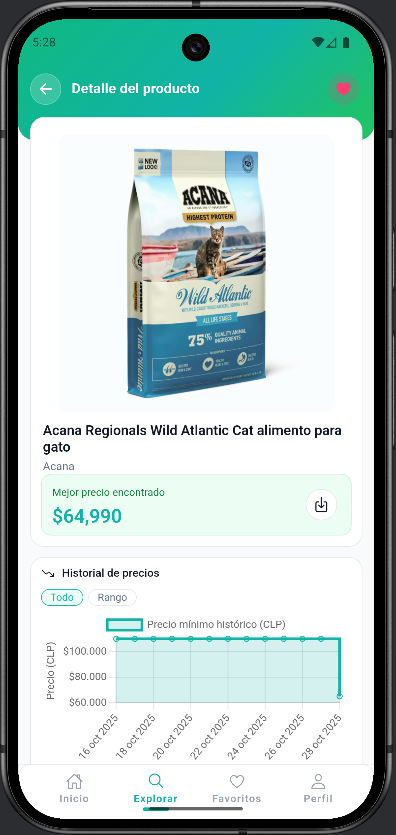 5:28
Detalle del producto
NEW
LOOK!
ACANA
HIGHEST PROTEIN
Wild Atlantic
ALL LIFE STAGES
75%
QUALITY ANIMAL
INGREDIENTS
Acana Regionals Wild Atlantic Cat alimento para
gato
Acana
Mejor precio encontrado
$64,990
Historial de precios
Todo
Rango
Precio mínimo histórico (CLP)
Precio (CLP)
$100.000
$80.000
$60.000
16 oct 2025
18 oct 2025
20 oct 2025
22 oct 2025
24 oct 2025
26 oct 2025
28 oct 2025
Inicio
Explorar
Favoritos
Perfil